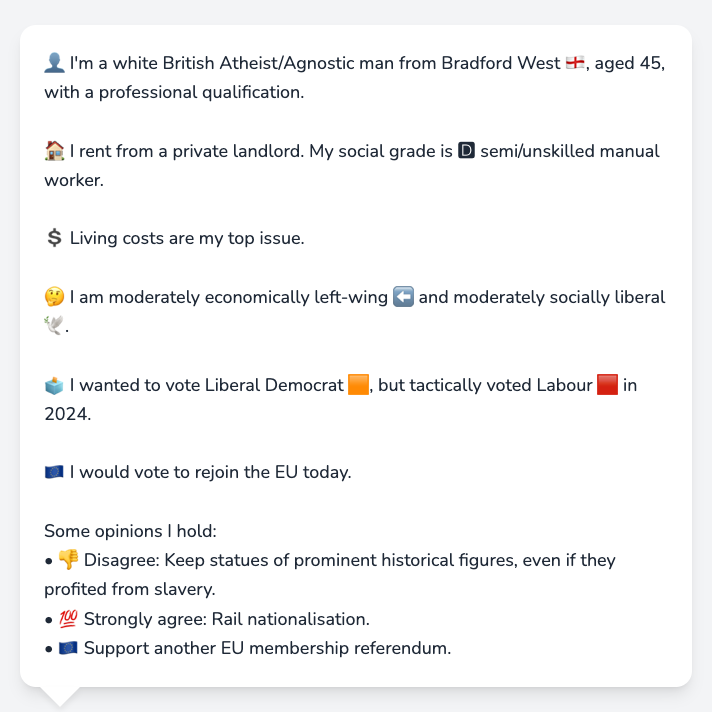 👤 I'm a white British Atheist/Agnostic man from Bradford West 🏴󠁧󠁢󠁥󠁮󠁧󠁿, aged 45,
with a professional qualification.
🏠 I rent from a private landlord. My social grade is 🅳 semi/unskilled manual
worker.
💲 Living costs are my top issue.
🤔 I am moderately economically left-wing ⬅️ and moderately socially liberal
🕊️.
🗳️ I wanted to vote Liberal Democrat 🟧, but tactically voted Labour 🟥 in
2024.
🇪🇺 I would vote to rejoin the EU today.
Some opinions I hold:
• 👎 Disagree: Keep statues of prominent historical figures, even if they
profited from slavery.
• 💯 Strongly agree: Rail nationalisation.
• 🇪🇺 Support another EU membership referendum.